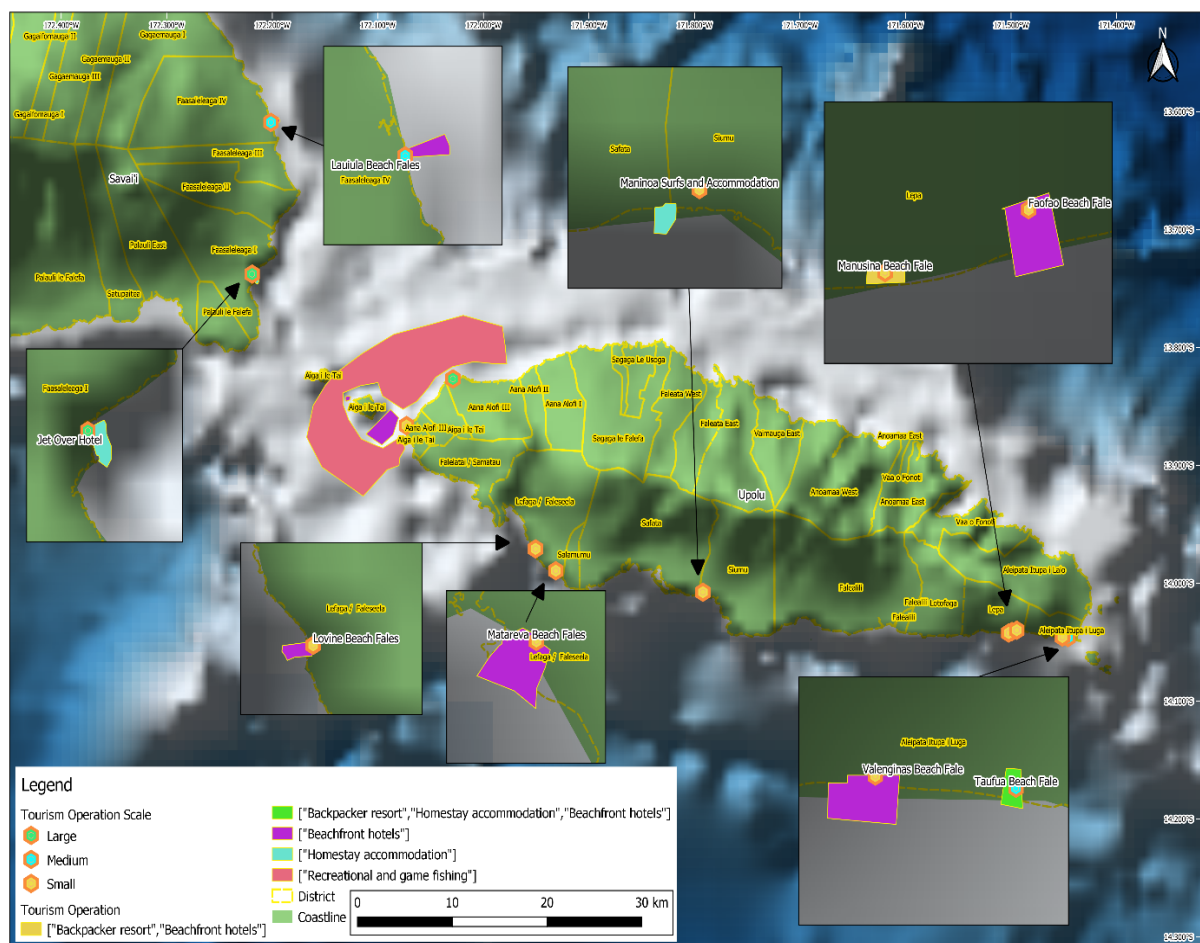 172.400°W 172.300°W 172.200°W 172.100°W 172.000°W 171.900°W 171.800°W 171.700°W 171.600°W 171.500°W 171.400°W
Gagaifomauga II
Gagaemauga I
N
Gagaemauga II
Gagaemauga III
Faasaleleaga IV
Gagaifomauga I
13.600°S
Faasaleleaga III
Savai'i
Faasaleleaga II
Palauli East
Faasaleleaga I
Palauli le Falefa
Satupaitea
Palauli le Falefa
Lauiula Beach Fales
Faasaleleaga IV
Siumu
Safata
Maninoa Surfs and Accommodation
Lepa
Faofao Beach Fale
Manusina Beach Fale
13.700°S
13.800°S
Faasaleleaga I
Jet Over Hotel
Aiga i le Tai
Aiga i le Tai
Sagaga Le Usoga
Aana Alofi II
Aana Alofi I
Aana Alofi III
Faleata West
Faleata East
Aana Alofi III
Aiga i le Tai
Aiga i le Tai
Sagaga le Falefa
Vaimauga East
Anoamaa East
Falelata / Samatau
13.900°S
Vaa o Fonoti
Anoamaa West
Upolu
Anoamaa East
Lefaga / Faleseela
Safata
Vaa o Fonoti
Salamumu
Siumu
Aleipata Itupa i Lalo
14.000°S
Falealili
Falealili
Lotofaga
Lepa
Falealili
Aleipata Itupa i Luga
Lefaga / Faleseela
Lovine Beach Fales
Matareva Beach Fales
Lefaga / Faleseela
14.100°S
Aleipata Itupa i Luga
Valenginas Beach Fale
Taufua Beach Fale
14.200°S
14.300°S
Legend
Tourism Operation Scale
Large
Medium
Small
Tourism Operation
["Backpacker resort","Beachfront hotels"]
["Backpacker resort","Homestay accommodation","Beachfront hotels"]
["Beachfront hotels"]
["Homestay accommodation"]
["Recreational and game fishing"]
District
Coastline
0 10 20 30 km